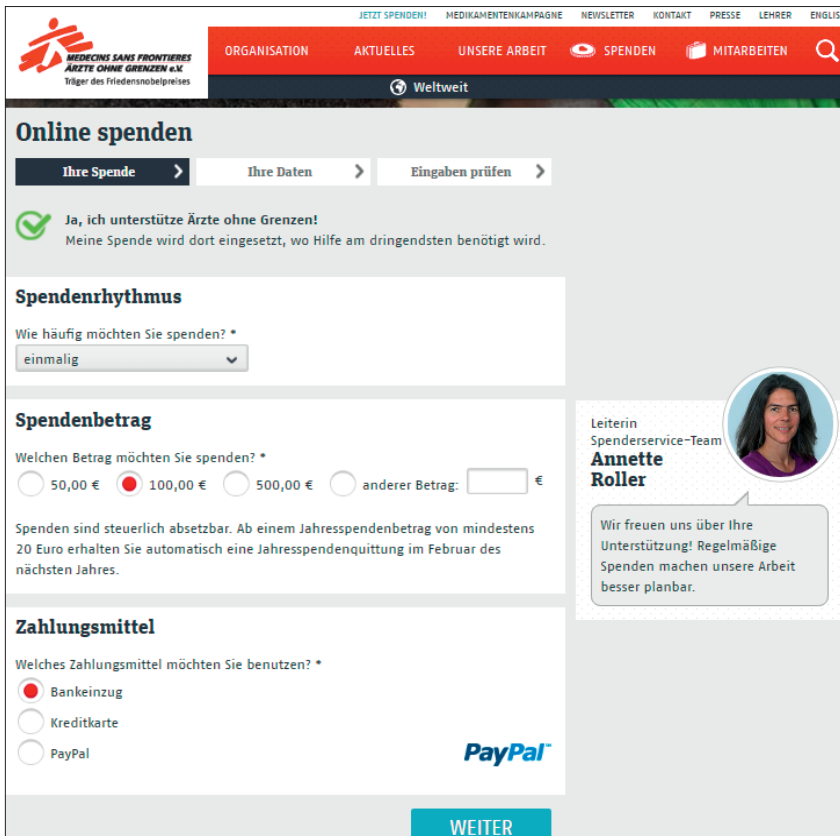 JETZT SPENDEN! MEDIKAMENTENKAMPAGNE NEWSLETTER KONTAKT PRESSE LEHRER ENGLIS
MEDECINS SANS FRONTIERES
ÄRZTE OHNE GRENZEN e.V.
Träger des Friedensnobelpreises
ORGANISATION AKTUELLES UNSERE ARBEIT SPENDEN MITARBEITEN
Weltweit
Online spenden
Ihre Spende Ihre Daten Eingaben prüfen
Ja, ich unterstütze Ärzte ohne Grenzen!
Meine Spende wird dort eingesetzt, wo Hilfe am dringendsten benötigt wird.
Spendenrhythmus
Wie häufig möchten Sie spenden? *
einmalig
Spendenbetrag
Welchen Betrag möchten Sie spenden? *
50,00 € 100,00 € 500,00 € anderer Betrag: €
Spenden sind steuerlich absetzbar. Ab einem Jahresspendenbetrag von mindestens
20 Euro erhalten Sie automatisch eine Jahresspendenquittung im Februar des
nächsten Jahres.
Leiterin
Spenderservice-Team
Annette
Roller
Wir freuen uns über Ihre
Unterstützung! Regelmäßige
Spenden machen unsere Arbeit
besser planbar.
Zahlungsmittel
Welches Zahlungsmittel möchten Sie benutzen? *
Bankeinzug
Kreditkarte
PayPal
PayPal™
WEITER